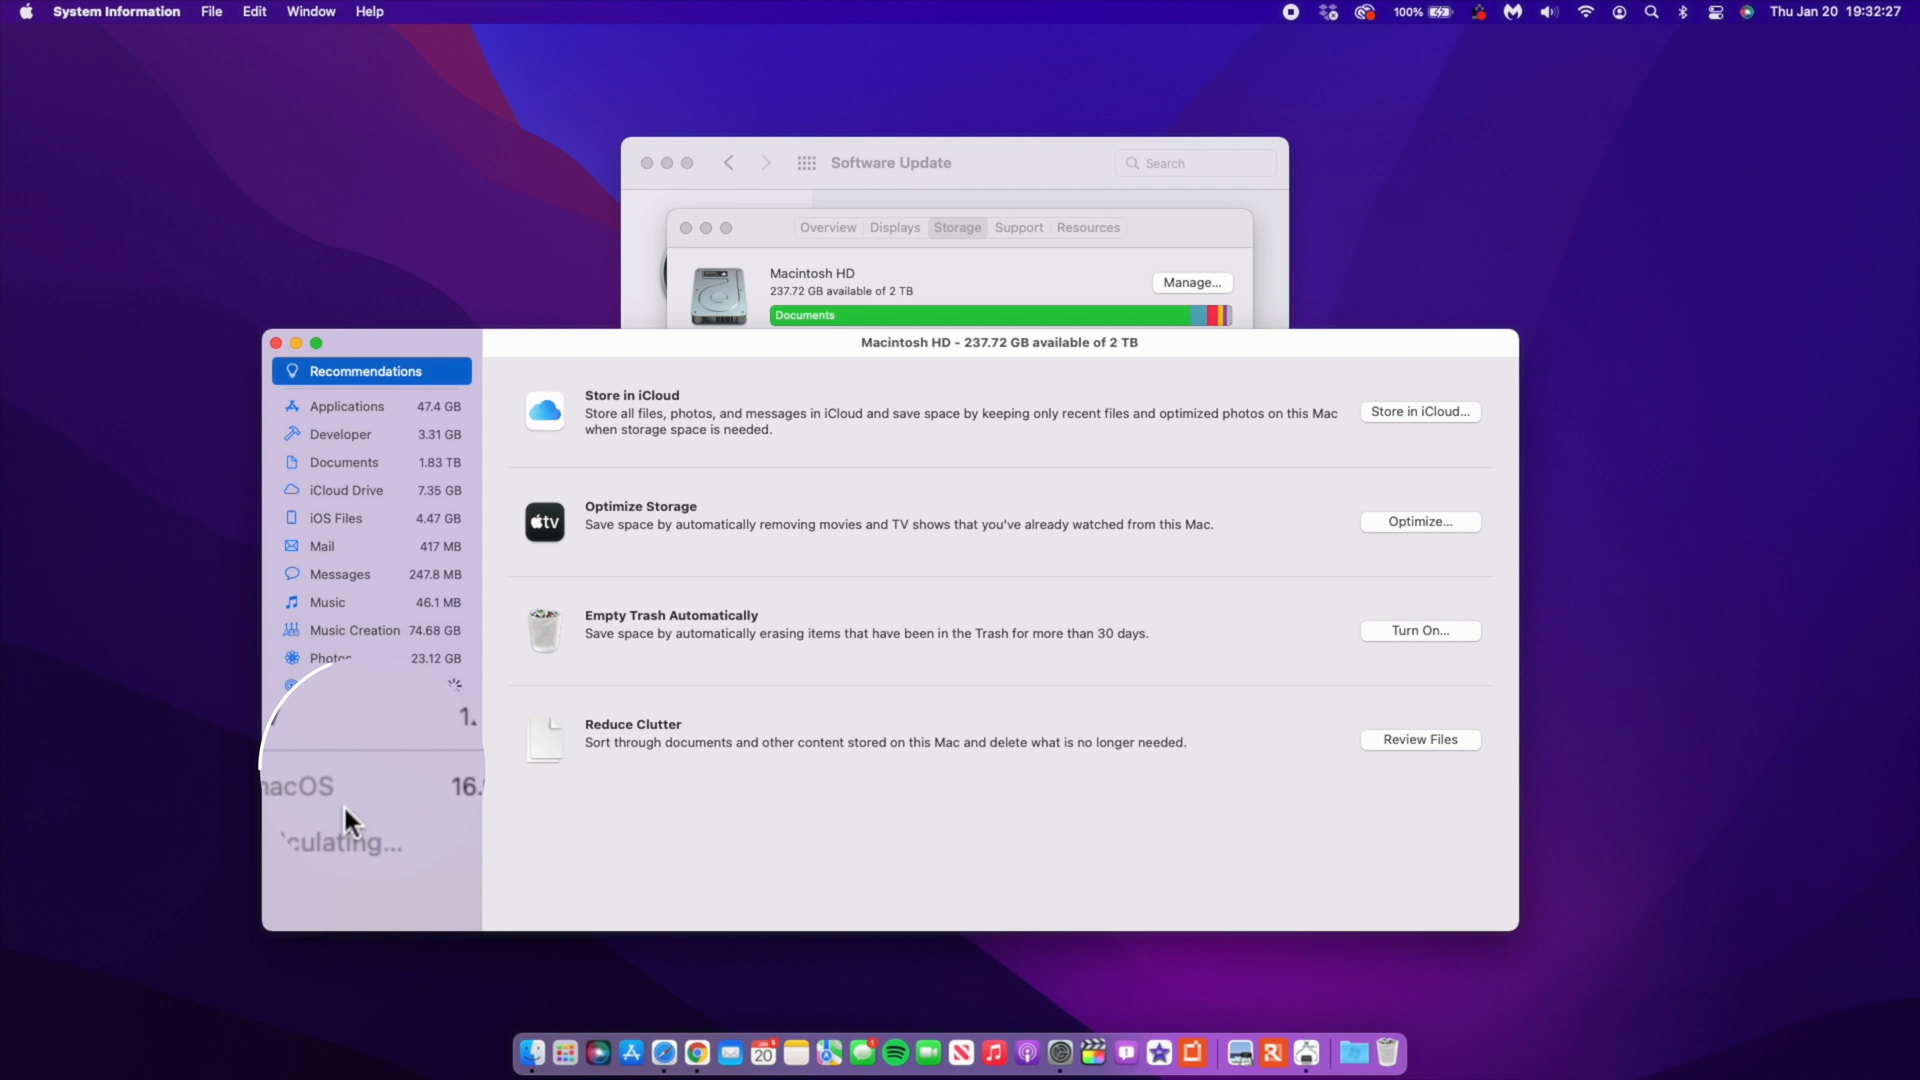 System Information File Edit Window Help
100% Thu Jan 20 19:32:27
Software Update
Search
Overview Displays Storage Support Resources
Macintosh HD
237.72 GB available of 2 TB
Manage...
Documents
Macintosh HD - 237.72 GB available of 2 TB
Recommendations
Applications 47.4 GB
Developer 3.31 GB
Documents 1.83 TB
iCloud Drive 7.35 GB
iOS Files 4.47 GB
Mail 417 MB
Messages 247.8 MB
Music 46.1 MB
Music Creation 74.68 GB
Photos 23.12 GB
1.
acOS 16.
culating...
Store in iCloud
Store all files, photos, and messages in iCloud and save space by keeping only recent files and optimized photos on this Mac
when storage space is needed.
Store in iCloud...
Optimize Storage
Save space by automatically removing movies and TV shows that you've already watched from this Mac.
Optimize...
tv
Empty Trash Automatically
Save space by automatically erasing items that have been in the Trash for more than 30 days.
Turn On...
Reduce Clutter
Sort through documents and other content stored on this Mac and delete what is no longer needed.
Review Files
20